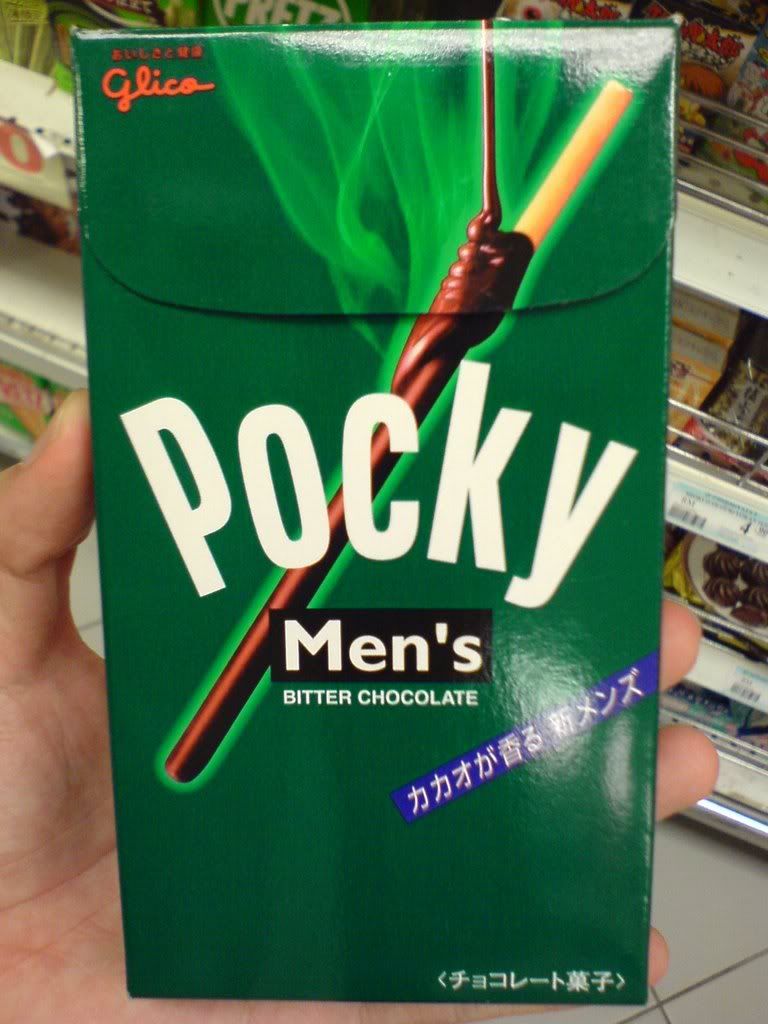 PRETZ
おいしさと健康
Glico
Pocky
Men's
BITTER CHOCOLATE
カカオが香る 新メンズ
〈チョコレート菓子〉